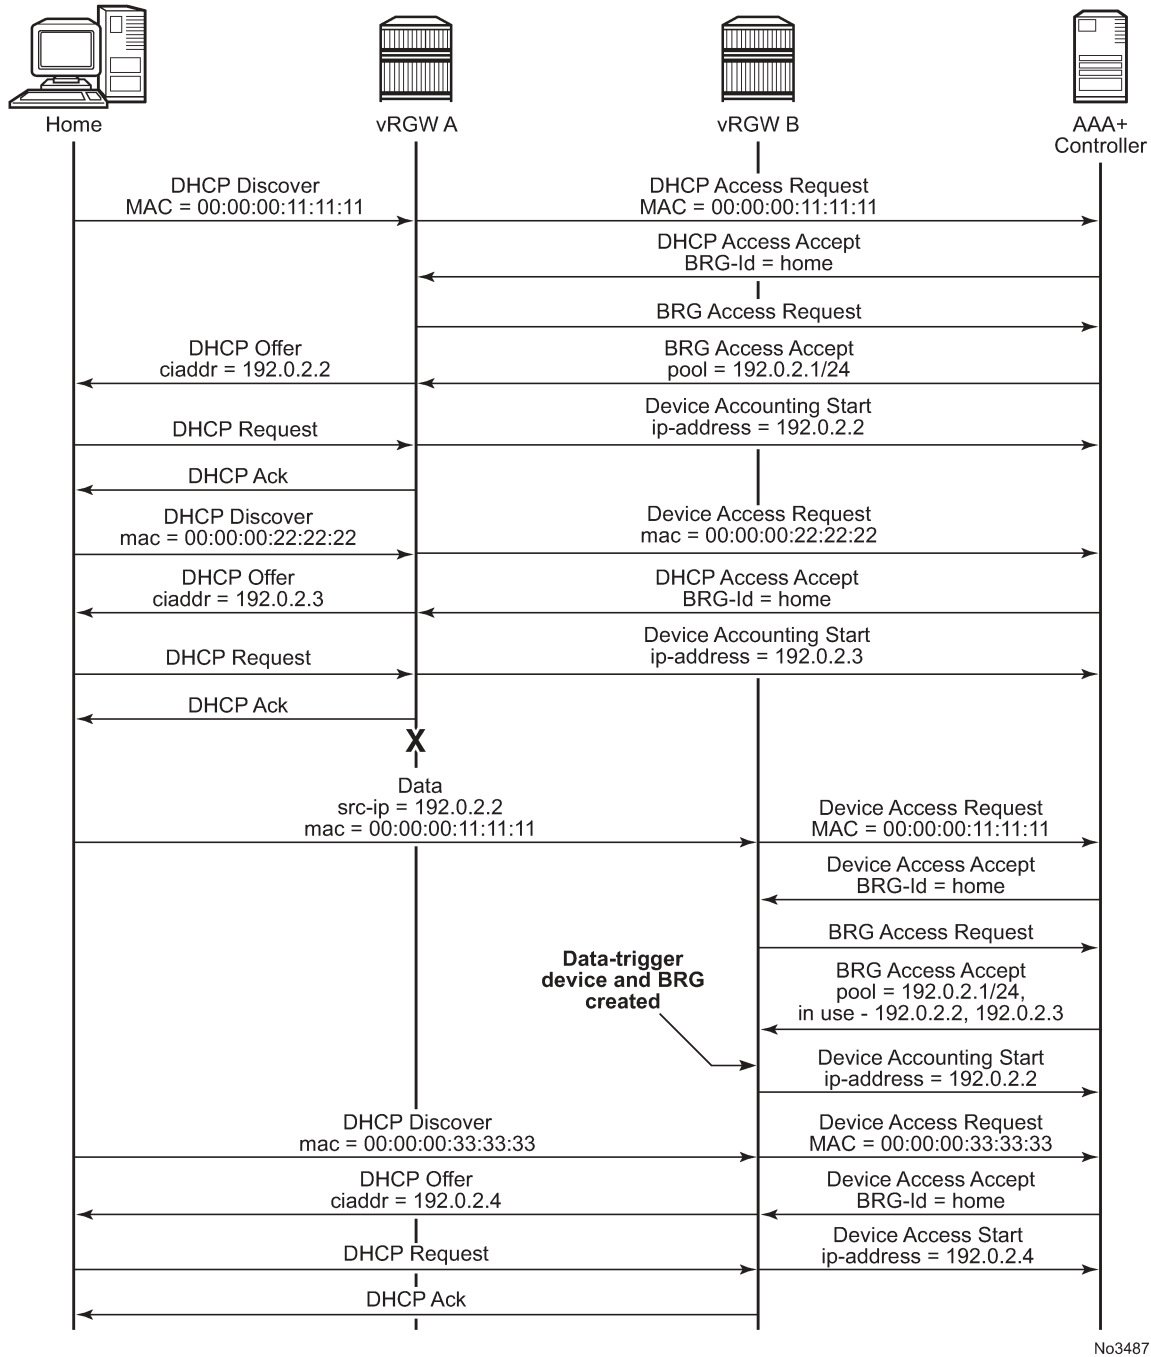 Home
vRGW A
vRGW B
AAA+
Controller
DHCP Discover
MAC = 00:00:00:11:11:11
DHCP Access Request
MAC = 00:00:00:11:11:11
DHCP Access Accept
BRG-Id = home
BRG Access Request
DHCP Offer
ciaddr = 192.0.2.2
BRG Access Accept
pool = 192.0.2.1/24
Device Accounting Start
ip-address = 192.0.2.2
DHCP Request
DHCP Ack
DHCP Discover
mac = 00:00:00:22:22:22
Device Access Request
mac = 00:00:00:22:22:22
DHCP Offer
ciaddr = 192.0.2.3
DHCP Access Accept
BRG-Id = home
Device Accounting Start
ip-address = 192.0.2.3
DHCP Request
DHCP Ack
X
Data
src-ip = 192.0.2.2
mac = 00:00:00:11:11:11
Device Access Request
MAC = 00:00:00:11:11:11
Device Access Accept
BRG-Id = home
BRG Access Request
Data-trigger
device and BRG
created
BRG Access Accept
pool = 192.0.2.1/24,
in use - 192.0.2.2, 192.0.2.3
Device Accounting Start
ip-address = 192.0.2.2
DHCP Discover
mac = 00:00:00:33:33:33
Device Access Request
MAC = 00:00:00:33:33:33
DHCP Offer
ciaddr = 192.0.2.4
Device Access Accept
BRG-Id = home
DHCP Request
Device Access Start
ip-address = 192.0.2.4
DHCP Ack
No3487